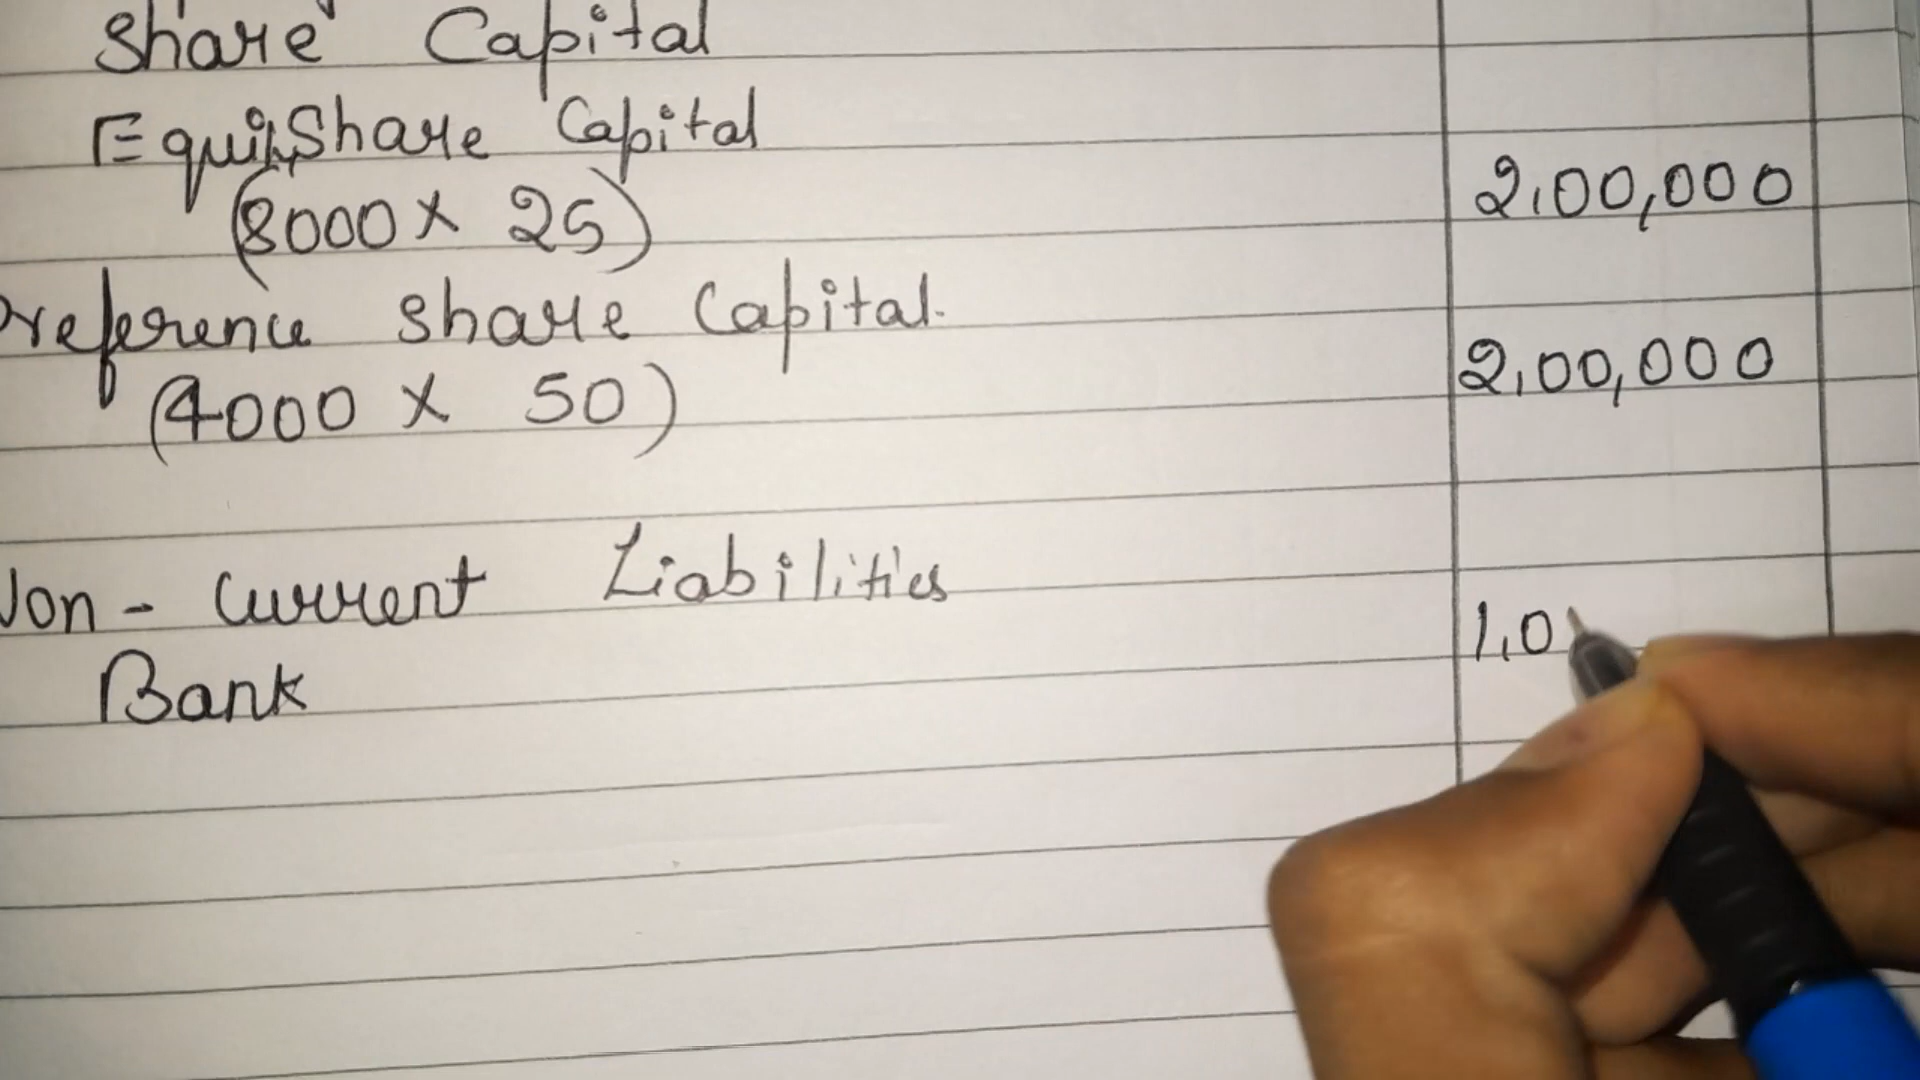 Share Capital
Equity Share Capital
(8000 × 25) 2,00,000
Preference Share Capital.
(4000 × 50) 2,00,000
Non - Current Liabilities
Bank 1,0